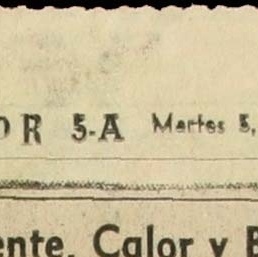 OR 5-A Martes 5,
ente, Calor y E